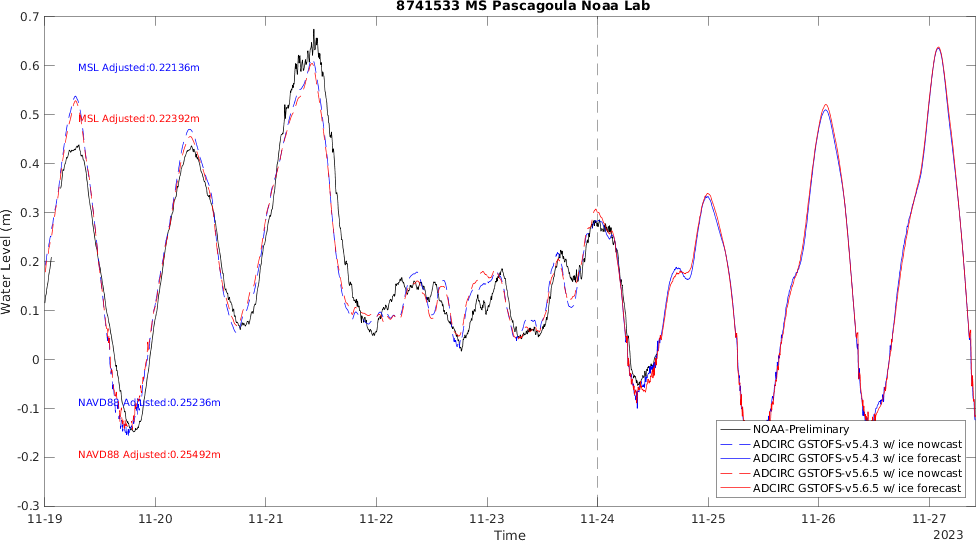 8741533 MS Pascagoula Noaa Lab
0.7
0.6
0.5
0.4
0.3
0.2
0.1
0
-0.1
-0.2
-0.3
Water Level (m)
MSL Adjusted:0.22136m
MSL Adjusted:0.22392m
NAVD88 Adjusted:0.25236m
NAVD88 Adjusted:0.25492m
NOAA-Preliminary
ADCIRC GSTOFS-v5.4.3 w/ ice nowcast
ADCIRC GSTOFS-v5.4.3 w/ ice forecast
ADCIRC GSTOFS-v5.6.5 w/ ice nowcast
ADCIRC GSTOFS-v5.6.5 w/ ice forecast
11-19 11-20 11-21 11-22 11-23 11-24 11-25 11-26 11-27
Time
2023